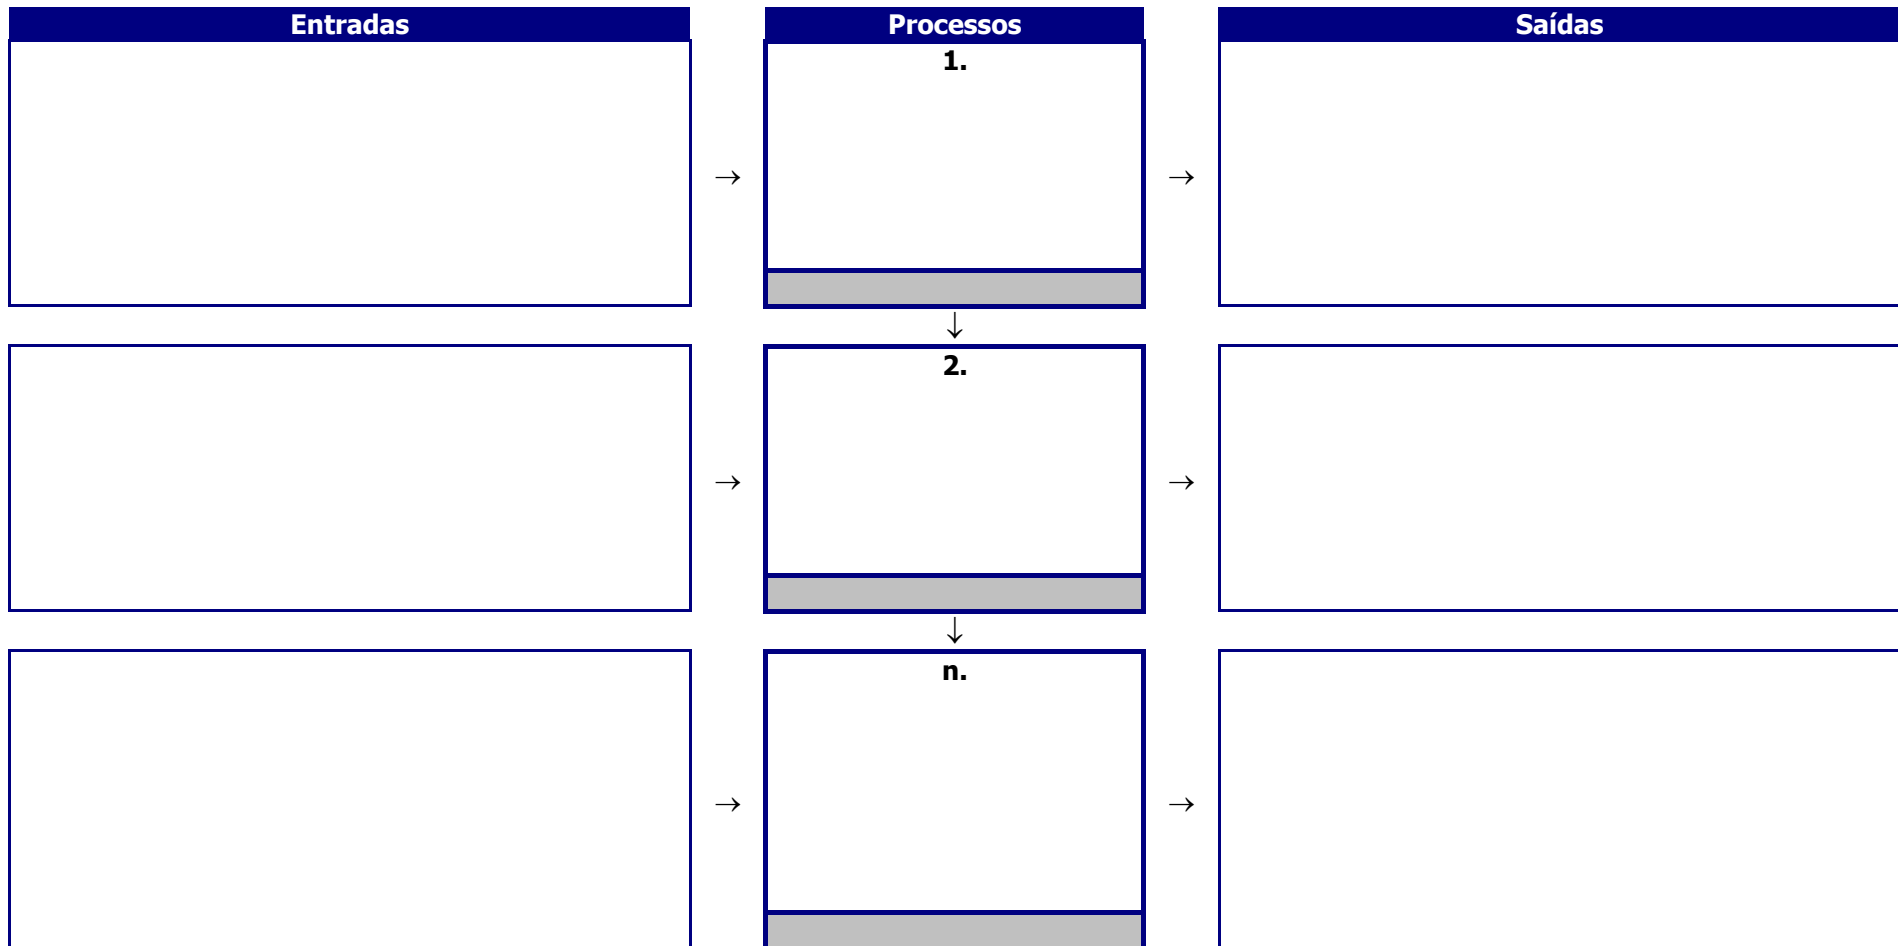 Entradas
Processos
Saídas
1.
→
→
↓
2.
→
→
↓
n.
→
→